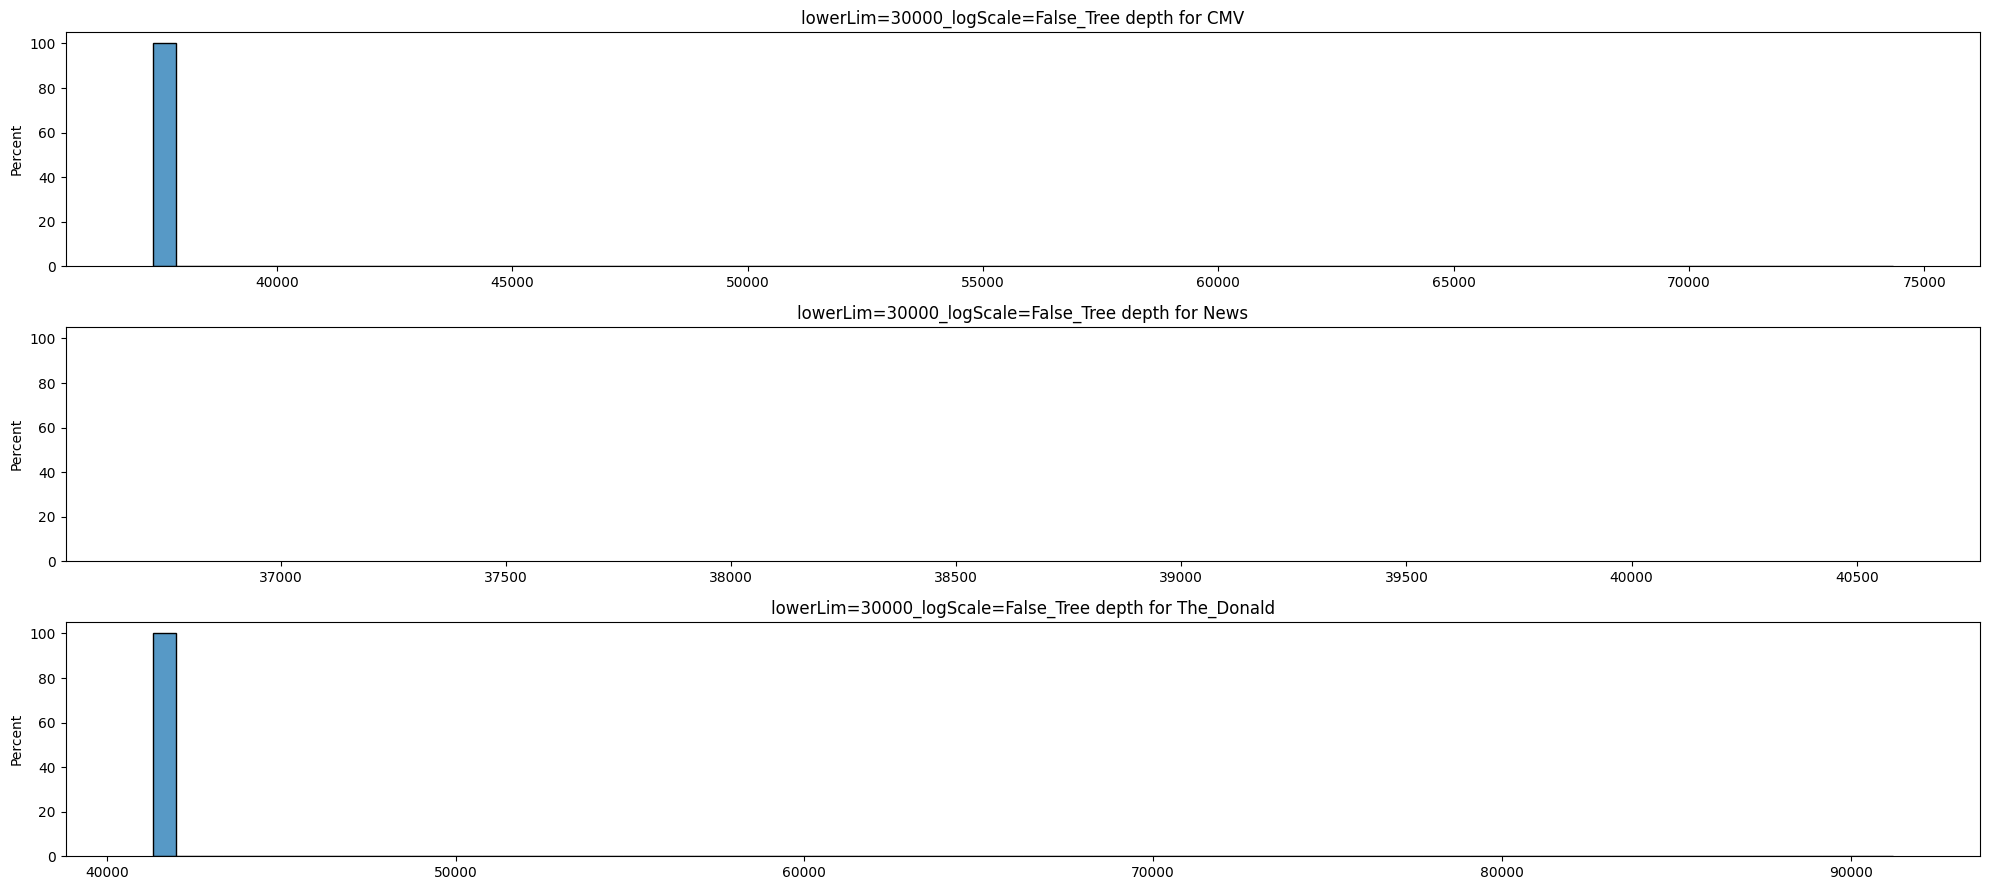 lowerLim=30000_logScale=False_Tree depth for CMV
100
80
60
40
20
0
Percent
40000 45000 50000 55000 60000 65000 70000 75000
lowerLim=30000_logScale=False_Tree depth for News
100
80
60
40
20
0
Percent
37000 37500 38000 38500 39000 39500 40000 40500
lowerLim=30000_logScale=False_Tree depth for The_Donald
100
80
60
40
20
0
Percent
40000 50000 60000 70000 80000 90000